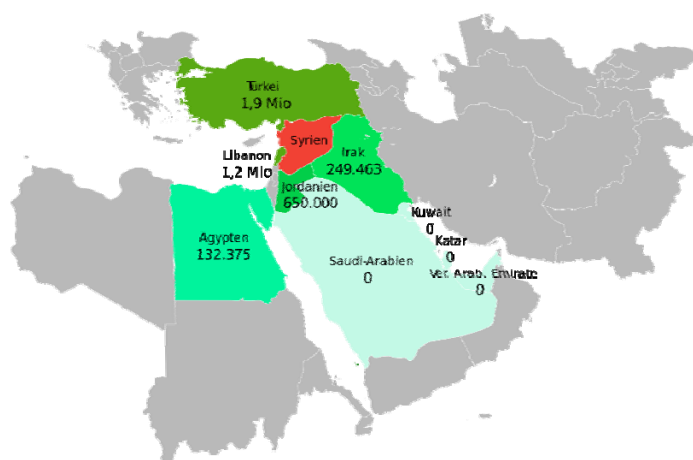 Türkei
1,9 Mio
Syrien
Libanon
1,2 Mio
Irak
249.463
Jordanien
650.000
Kuwait
0
Katar
0
Ägypten
132.375
Saudi-Arabien
0
Ver. Arab. Emirate
0